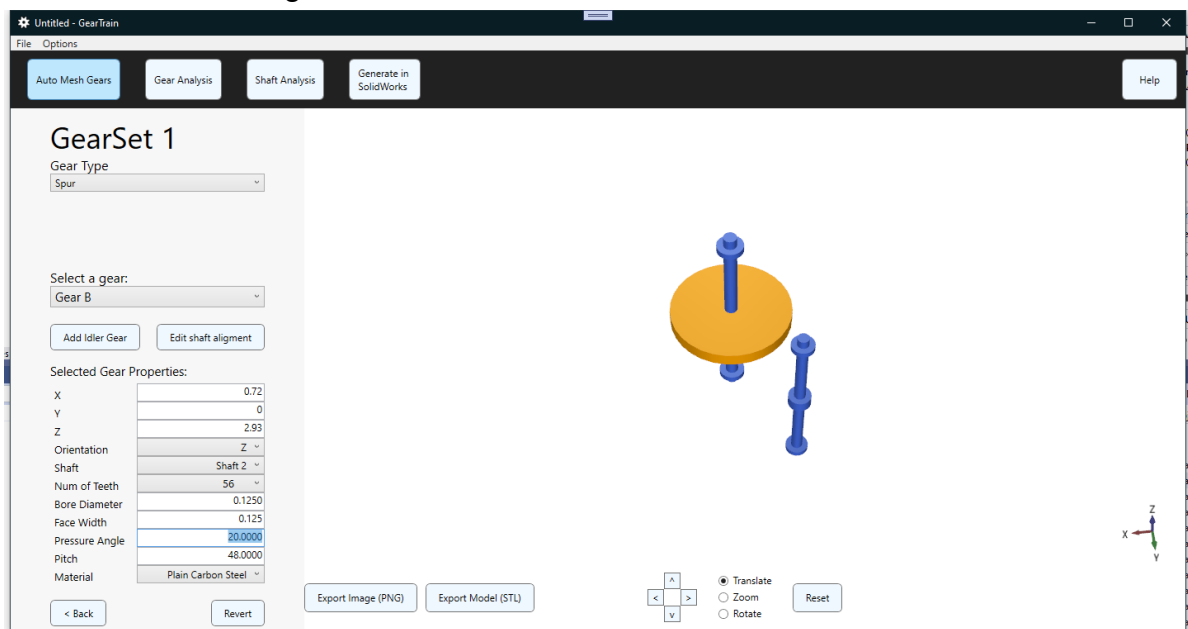 Untitled - GearTrain
File Options
Auto Mesh Gears Gear Analysis Shaft Analysis Generate in SolidWorks Help
GearSet 1
Gear Type
Spur
Select a gear:
Gear B
Add Idler Gear Edit shaft aligment
Selected Gear Properties:
X 0.72
Y 0
Z 2.93
Orientation Z
Shaft Shaft 2
Num of Teeth 56
Bore Diameter 0.1250
Face Width 0.125
Pressure Angle 20.0000
Pitch 48.0000
Material Plain Carbon Steel
< Back Revert
Export Image (PNG) Export Model (STL)
^
< >
v
Translate
Zoom
Rotate
Reset
Z
X
Y